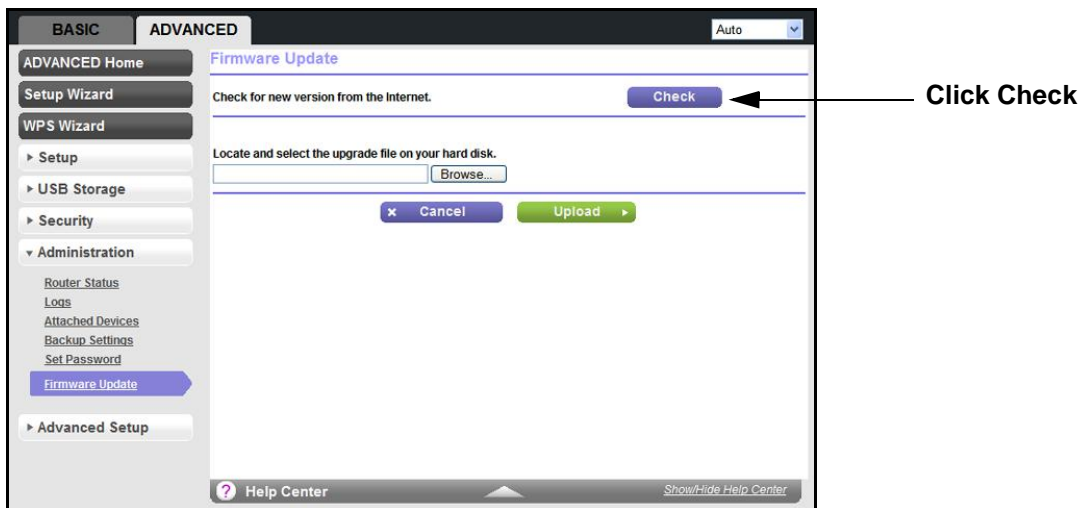 BASIC
ADVANCED
Auto
ADVANCED Home
Setup Wizard
WPS Wizard
Setup
USB Storage
Security
Administration
Router Status
Logs
Attached Devices
Backup Settings
Set Password
Firmware Update
Advanced Setup
Firmware Update
Check for new version from the Internet.
Check
Click Check
Locate and select the upgrade file on your hard disk.
Browse...
x Cancel
Upload
? Help Center
Show/Hide Help Center